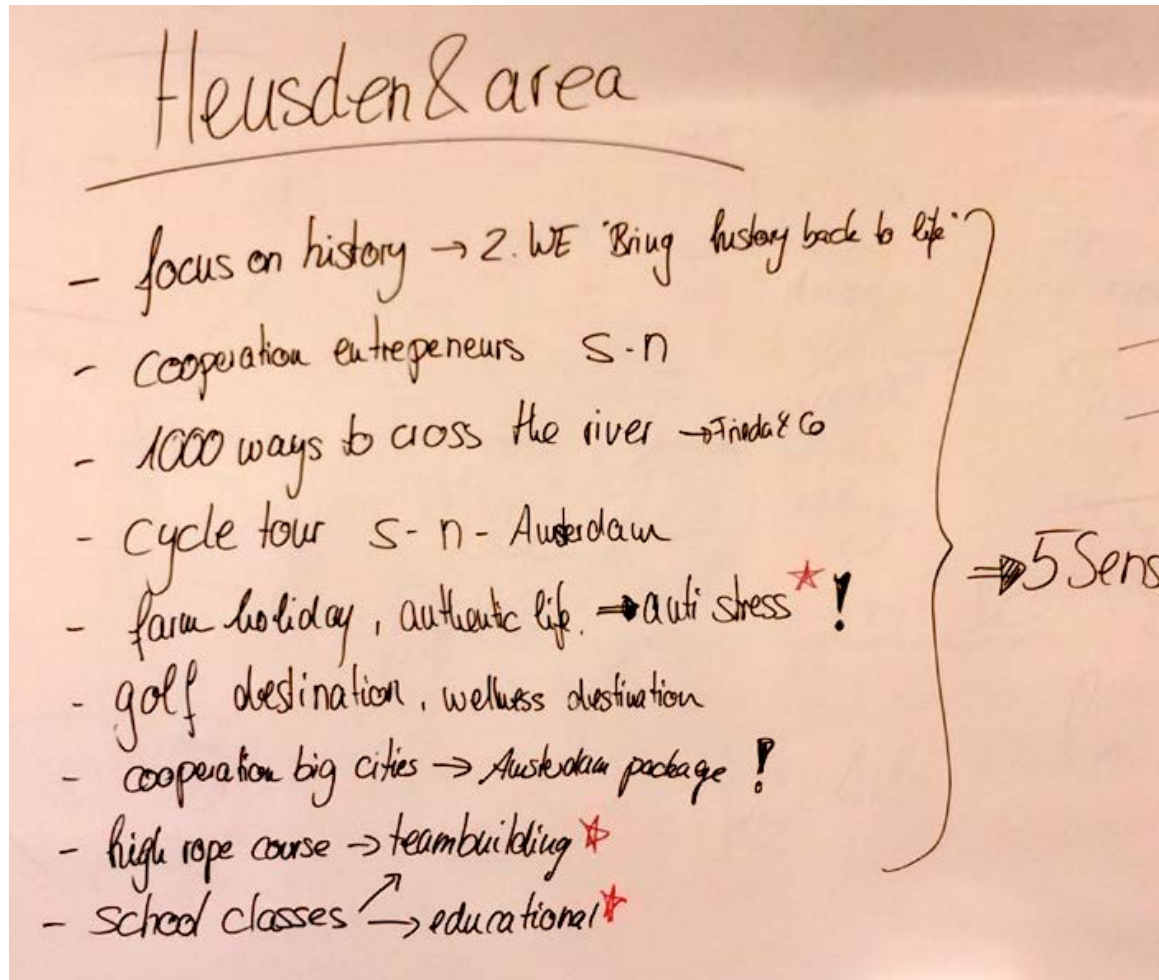 Heusden & area
- focus on history → 2. WE "Bring history back to life"
- cooperation entrepeneurs s-n
- 1000 ways to cross the river → & Co
- cycle tour s-n-Amsterdam
- farm holiday, authentic life. → anti stress ☆ !
- golf destination, wellness destination
- cooperation big cities → Amsterdam package !
- high rope course → teambuilding ☆
- school classes → educational ☆
⇒ 5 Sens